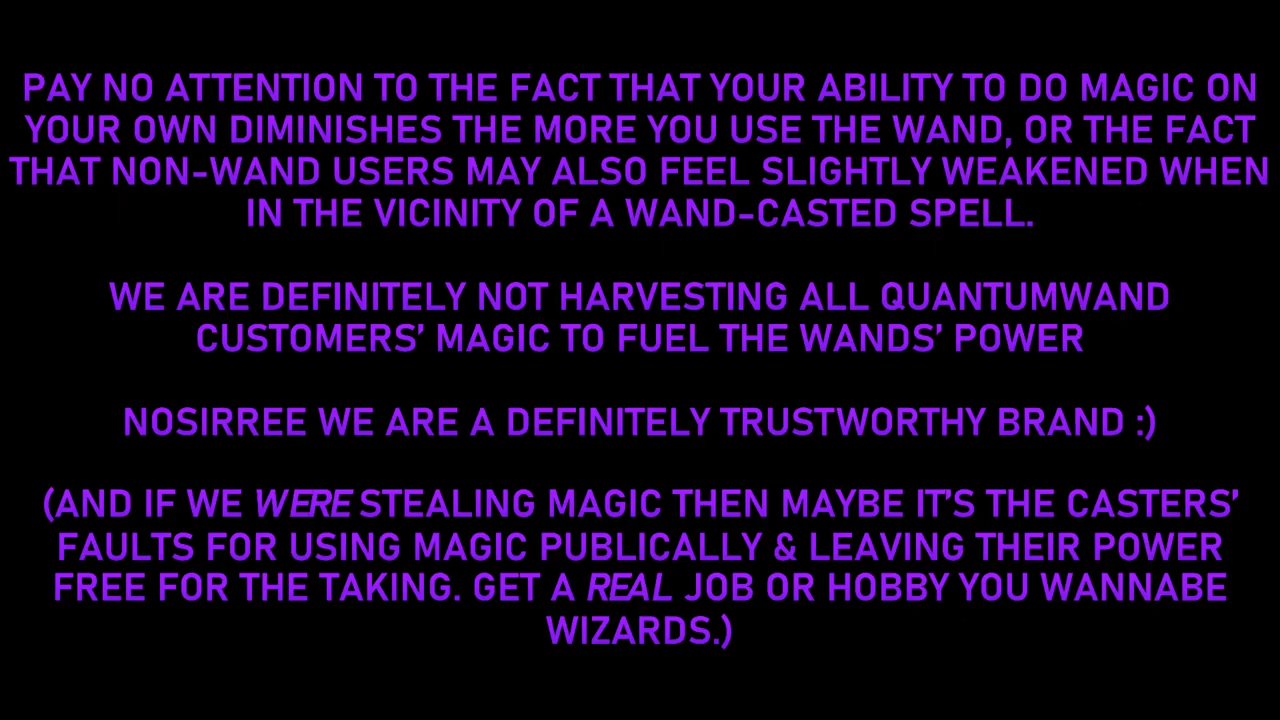 PAY NO ATTENTION TO THE FACT THAT YOUR ABILITY TO DO MAGIC ON
YOUR OWN DIMINISHES THE MORE YOU USE THE WAND, OR THE FACT
THAT NON-WAND USERS MAY ALSO FEEL SLIGHTLY WEAKENED WHEN
IN THE VICINITY OF A WAND-CASTED SPELL.
WE ARE DEFINITELY NOT HARVESTING ALL QUANTUMWAND
CUSTOMERS’ MAGIC TO FUEL THE WANDS’ POWER
NOSIRREE WE ARE A DEFINITELY TRUSTWORTHY BRAND :)
(AND IF WE WERE STEALING MAGIC THEN MAYBE IT’S THE CASTERS’
FAULTS FOR USING MAGIC PUBLICALLY & LEAVING THEIR POWER
FREE FOR THE TAKING. GET A REAL JOB OR HOBBY YOU WANNABE
WIZARDS.)